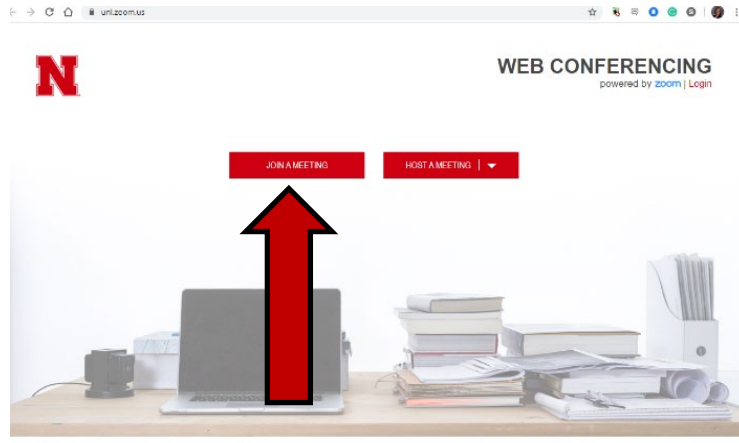 unl.zoom.us
N
WEB CONFERENCING
powered by zoom | Login
JOIN A MEETING
HOST A MEETING |